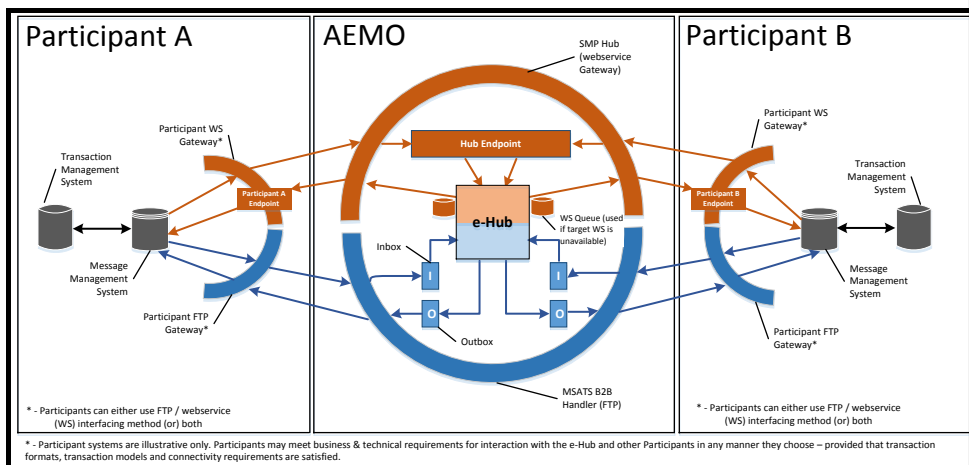 Participant A
AEMO
Participant B
SMP Hub
(webservice
Gateway)
Participant WS
Gateway*
Transaction
Management
System
Participant A
Endpoint
Message
Management
System
Participant FTP
Gateway*
Hub Endpoint
e-Hub
WS Queue (used
if target WS is
unavailable)
Inbox
I
I
O
O
Outbox
MSATS B2B
Handler (FTP)
Participant WS
Gateway*
Transaction
Management
System
Participant B
Endpoint
Message
Management
System
Participant FTP
Gateway*
* - Participants can either use FTP / webservice
(WS) interfacing method (or) both
* - Participants can either use FTP / webservice
(WS) interfacing method (or) both
* - Participant systems are illustrative only. Participants may meet business & technical requirements for interaction with the e-Hub and other Participants in any manner they choose – provided that transaction
formats, transaction models and connectivity requirements are satisfied.